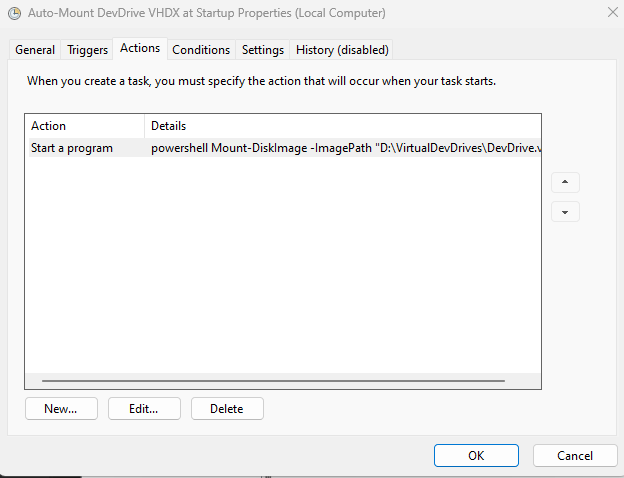 Auto-Mount DevDrive VHDX at Startup Properties (Local Computer)
General Triggers Actions Conditions Settings History (disabled)
When you create a task, you must specify the action that will occur when your task starts.
Action Details
Start a program powershell Mount-DiskImage -ImagePath "D:\VirtualDevDrives\DevDrive.v
New... Edit... Delete
OK Cancel